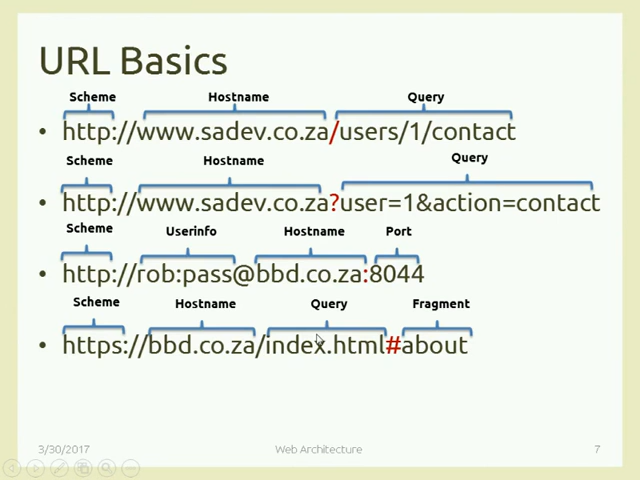 URL Basics
Scheme Hostname Query
• http://www.sadev.co.za/users/1/contact
Scheme Hostname Query
• http://www.sadev.co.za?user=1&action=contact
Scheme Userinfo Hostname Port
• http://rob:pass@bbd.co.za:8044
Scheme Hostname Query Fragment
• https://bbd.co.za/index.html#about
3/30/2017 Web Architecture 7